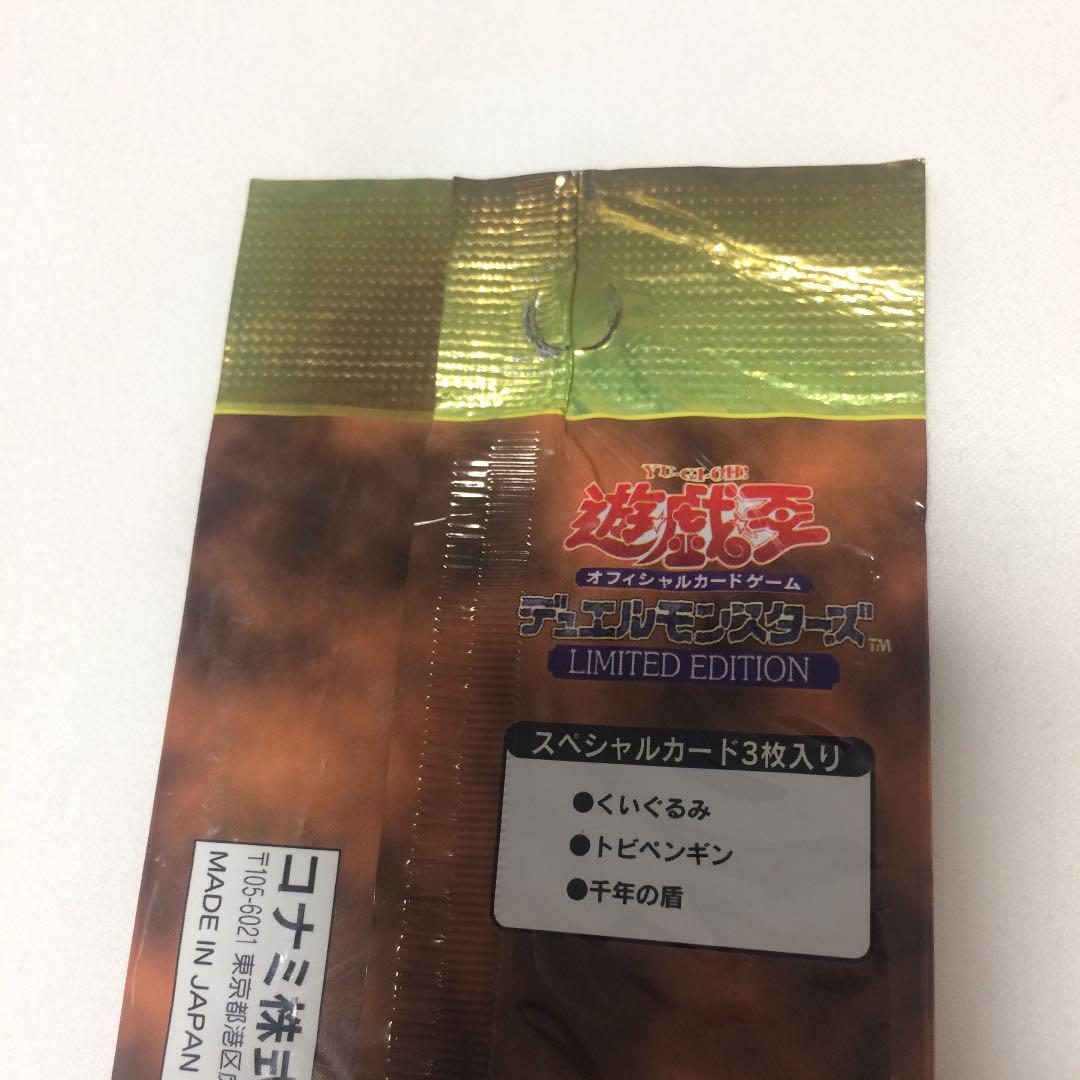 YU-GI-OH!
遊戯王
オフィシャルカードゲーム
デュエルモンスターズ™
LIMITED EDITION
スペシャルカード3枚入り
●くいぐるみ
●トビペンギン
●千年の盾
コナミ株式
〒105-6021 東京都港区
MADE IN JAPAN